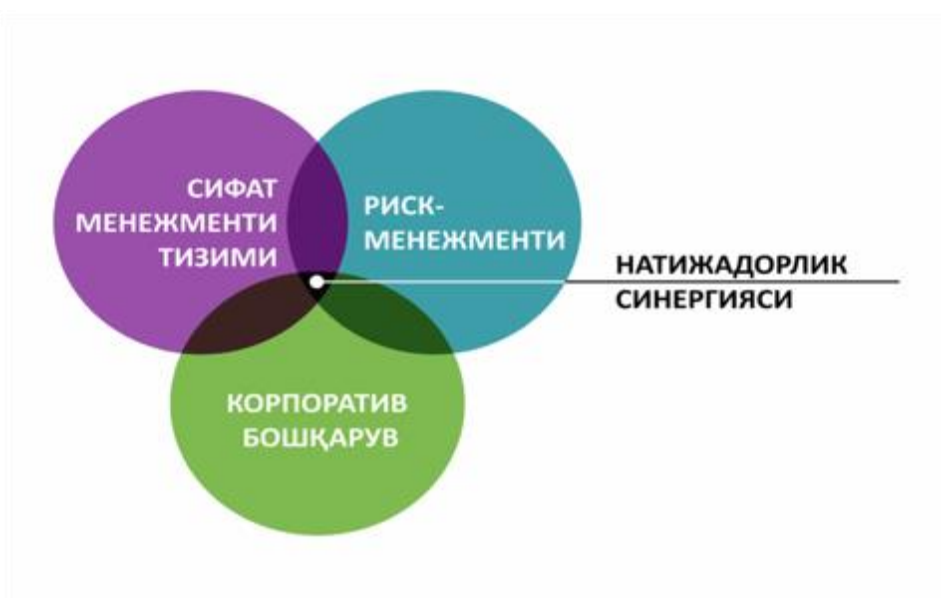 СИФАТ
МЕНЕЖМЕНТИ
ТИЗИМИ
РИСК-
МЕНЕЖМЕНТИ
НАТИЖАДОРЛИК
СИНЕРГИЯСИ
КОРПОРАТИВ
БОШҚАРУВ